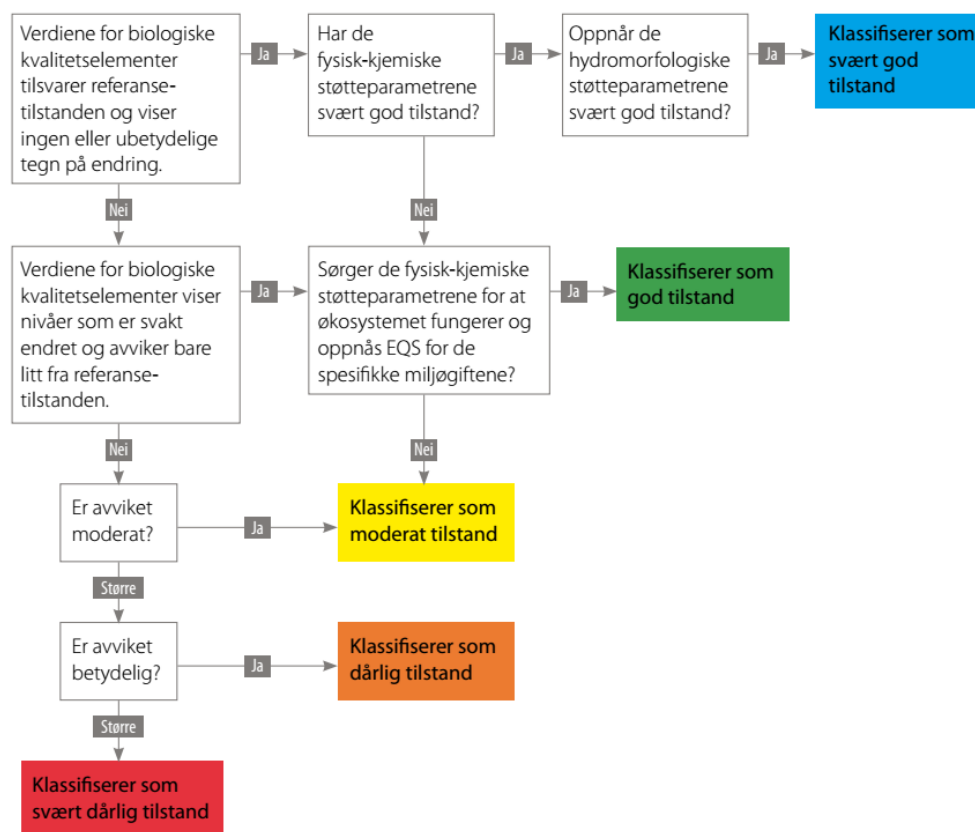 Verdiene for biologiske
kvalitetselementer
tilsvarer referanse-
tilstanden og viser
ingen eller ubetydelige
tegn på endring.
Ja
Har de
fysisk-kjemiske
støtteparametrene
svært god tilstand?
Ja
Oppnår de
hydromorfologiske
støtteparametrene
svært god tilstand?
Ja
Klassifiserer som
svært god
tilstand
Nei
Nei
Verdiene for biologiske
kvalitetselementer viser
nivåer som er svakt
endret og avviker bare
litt fra referanse-
tilstanden.
Ja
Sørger de fysisk-kjemiske
støtteparametrene for at
økosystemet fungerer og
oppnås EQS for de
spesifikke miljøgiftene?
Ja
Klassifiserer som
god tilstand
Nei
Nei
Er avviket
moderat?
Ja
Klassifiserer som
moderat tilstand
Større
Er avviket
betydelig?
Ja
Klassifiserer som
dårlig tilstand
Større
Klassifiserer som
svært dårlig tilstand